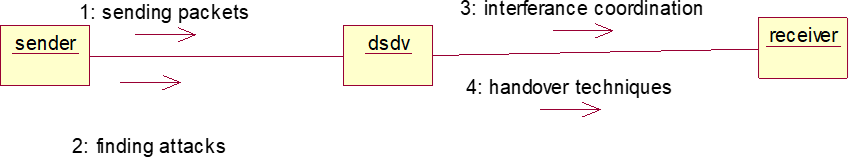 1: sending packets
3: interferance coordination
sender
dsdv
receiver
4: handover techniques
2: finding attacks